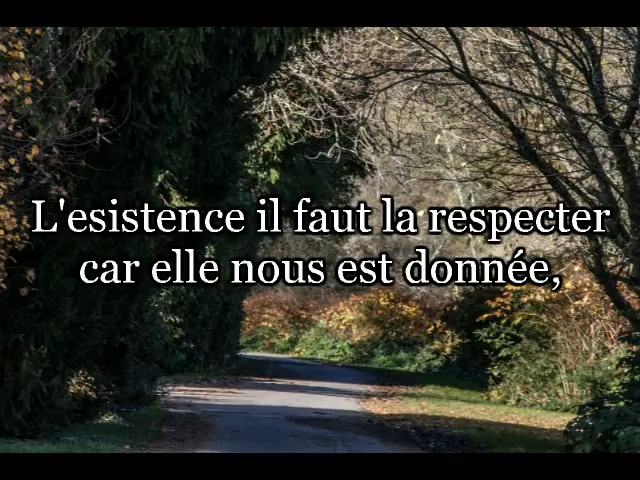 L'esistence il faut la respecter
car elle nous est donnée,